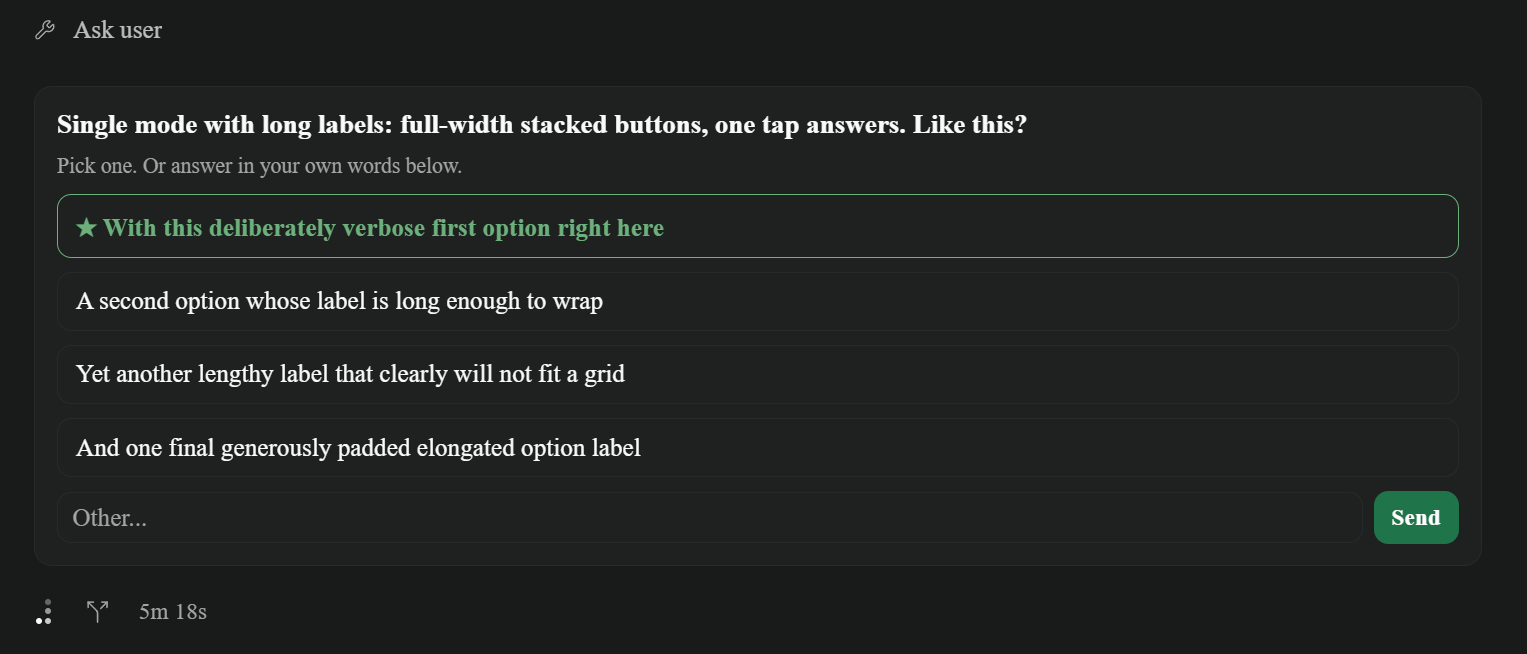 Ask user
Single mode with long labels: full-width stacked buttons, one tap answers. Like this?
Pick one. Or answer in your own words below.
★ With this deliberately verbose first option right here
A second option whose label is long enough to wrap
Yet another lengthy label that clearly will not fit a grid
And one final generously padded elongated option label
Other...
Send
5m 18s